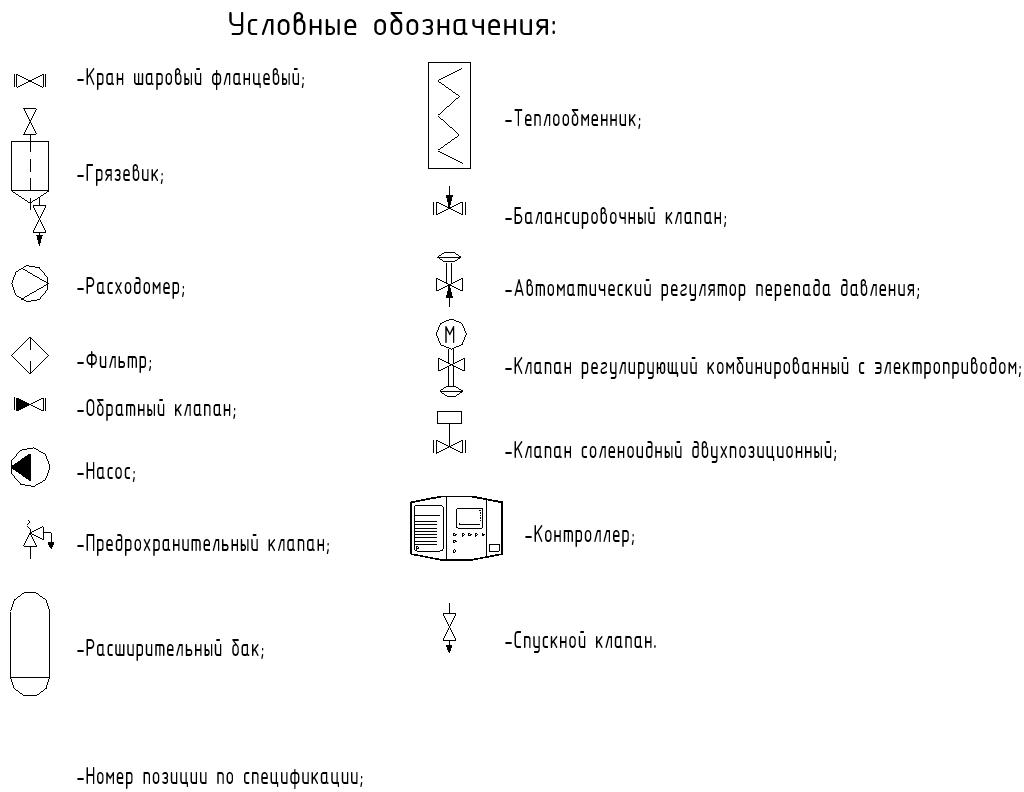 Условные обозначения:
-Кран шаровый фланцевый;
-Грязевик;
-Расходомер;
-Фильтр;
-Обратный клапан;
-Насос;
-Предрохранительный клапан;
-Расширительный бак;
-Номер позиции по спецификации;
-Теплообменник;
-Балансировочный клапан;
-Автоматический регулятор перепада давления;
М
-Клапан регулирующий комбинированный с электроприводом;
-Клапан соленоидный двухпозиционный;
-Контроллер;
-Спускной клапан.